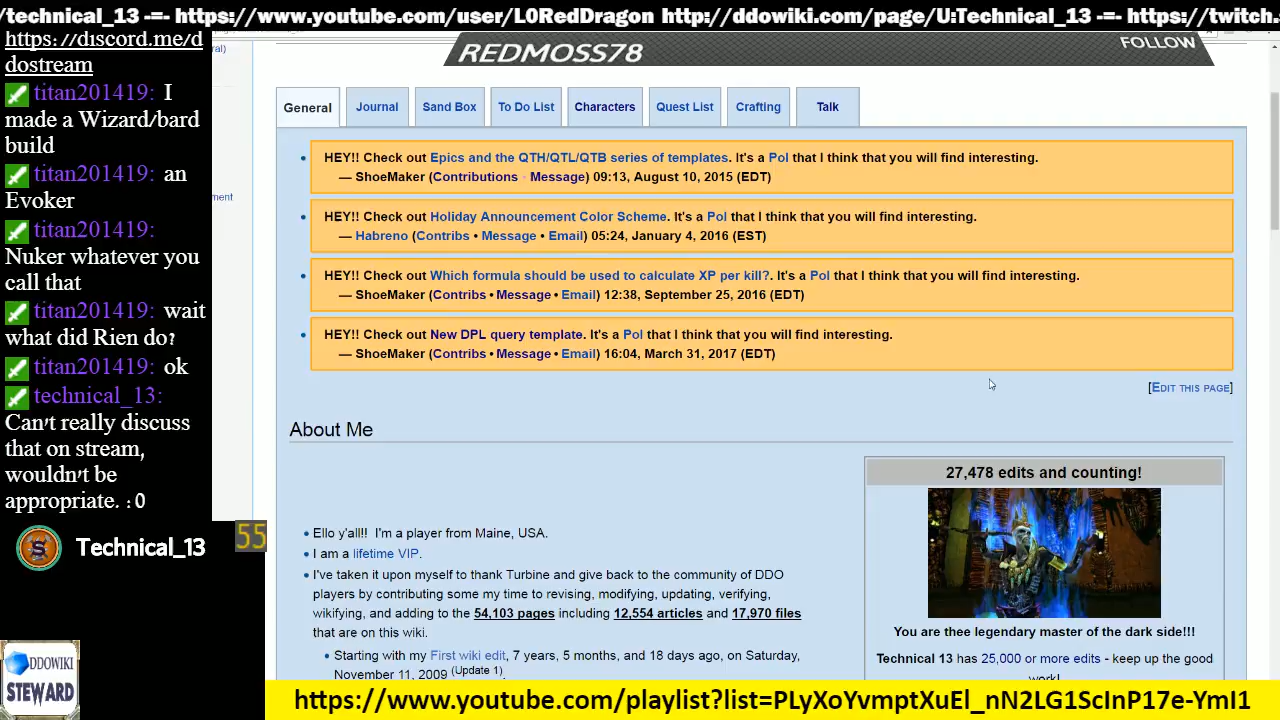 /technical_13 -=- https://www.youtube.com/user/L0RedDragon http://ddowiki.com/page/U:Technical_13 -=- https://twitch.
https://discord.me/d
dostream
titan201419: I
made a Wizard/bard
build
titan201419: an
Evoker
titan201419:
Nuker whatever you
call that
titan201419: wait
what did Rien do?
titan201419: ok
technical_13:
Can't really discuss
that on stream,
wouldn't be
appropriate. :0
Technical_13
55
DDOWIKI
STEWARD
REDMOSS78
FOLLOW
General
Journal
Sand Box
To Do List
Characters
Quest List
Crafting
Talk
HEY!! Check out Epics and the QTH/QTL/QTB series of templates. It's a PoI that I think that you will find interesting.
— ShoeMaker (Contributions · Message) 09:13, August 10, 2015 (EDT)
HEY!! Check out Holiday Announcement Color Scheme. It's a PoI that I think that you will find interesting.
— Habreno (Contribs • Message • Email) 05:24, January 4, 2016 (EST)
HEY!! Check out Which formula should be used to calculate XP per kill?. It's a PoI that I think that you will find interesting.
— ShoeMaker (Contribs • Message • Email) 12:38, September 25, 2016 (EDT)
HEY!! Check out New DPL query template. It's a PoI that I think that you will find interesting.
— ShoeMaker (Contribs • Message • Email) 16:04, March 31, 2017 (EDT)
[EDIT THIS PAGE]
About Me
Ello y'all!! I'm a player from Maine, USA.
I am a lifetime VIP.
I've taken it upon myself to thank Turbine and give back to the community of DDO
players by contributing some my time to revising, modifying, updating, verifying,
wikifying, and adding to the 54,103 pages including 12,554 articles and 17,970 files
that are on this wiki.
Starting with my First wiki edit, 7 years, 5 months, and 18 days ago, on Saturday,
November 11, 2009 (Update 1).
27,478 edits and counting!
You are thee legendary master of the dark side!!!
Technical 13 has 25,000 or more edits - keep up the good
work!
https://www.youtube.com/playlist?list=PLyXoYvmptXuEl_nN2LG1ScInP17e-YmI1